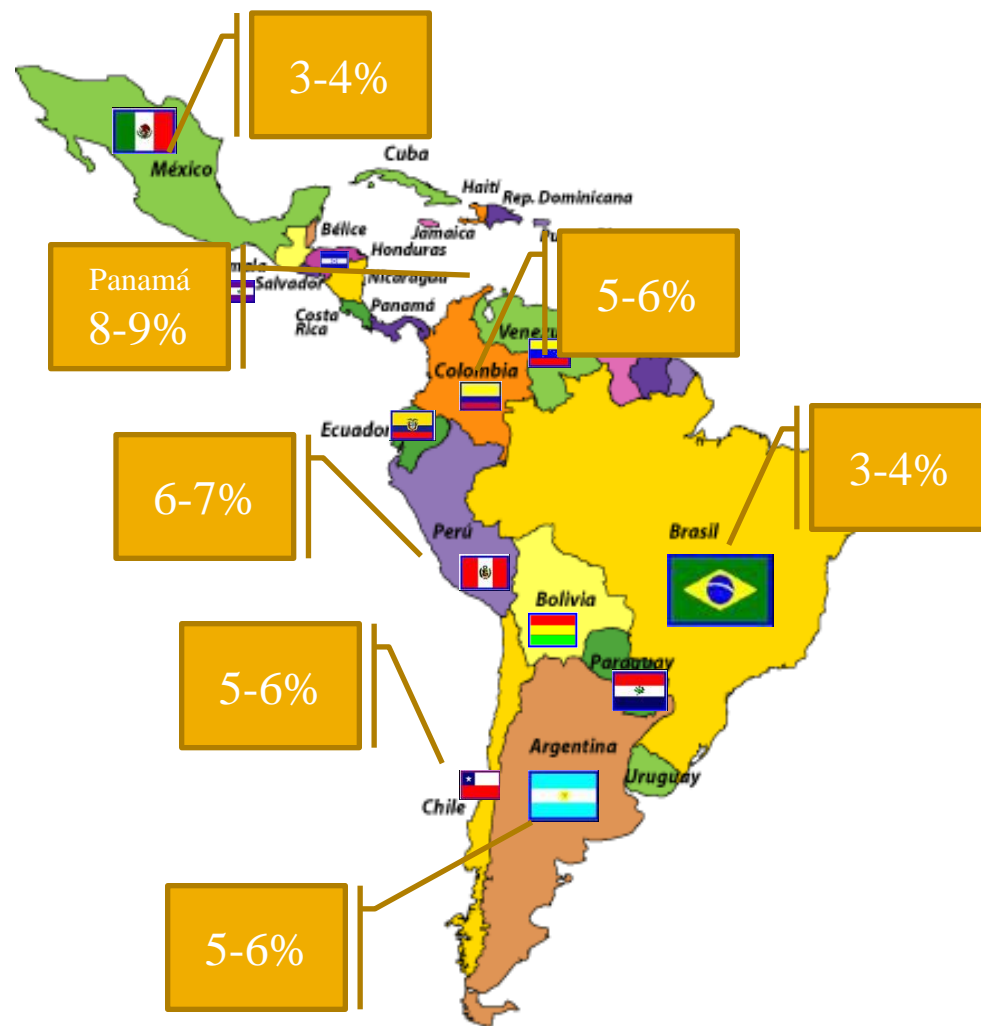 3-4%
Cuba
México
Haití
Rep. Dominicana
Jamaica
Bélice
Honduras
Panamá
8-9%
Salvador
Nicaragua
Costa
Rica
Panamá
5-6%
Colombia
Ecuador
6-7%
Perú
3-4%
Brasil
Bolivia
5-6%
Paraguay
Argentina
Uruguay
Chile
5-6%